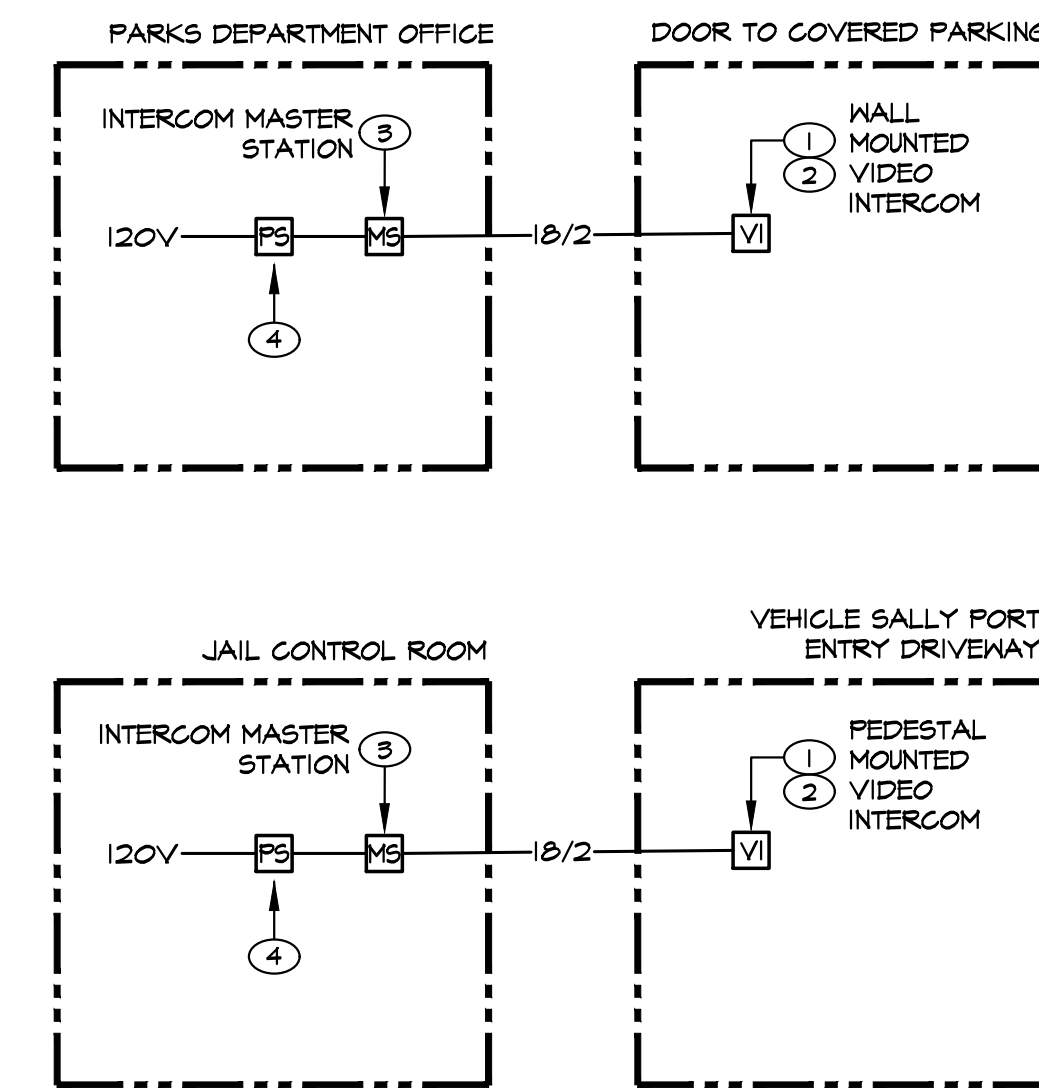 PARKS DEPARTMENT OFFICE
INTERCOM MASTER
STATION
3
120V
PS
MS
18/2
4
DOOR TO COVERED PARKING
1
2
WALL
MOUNTED
VIDEO
INTERCOM
VI
JAIL CONTROL ROOM
INTERCOM MASTER
STATION
3
120V
PS
MS
18/2
4
VEHICLE SALLY PORT
ENTRY DRIVEWAY
1
2
PEDESTAL
MOUNTED
VIDEO
INTERCOM
VI